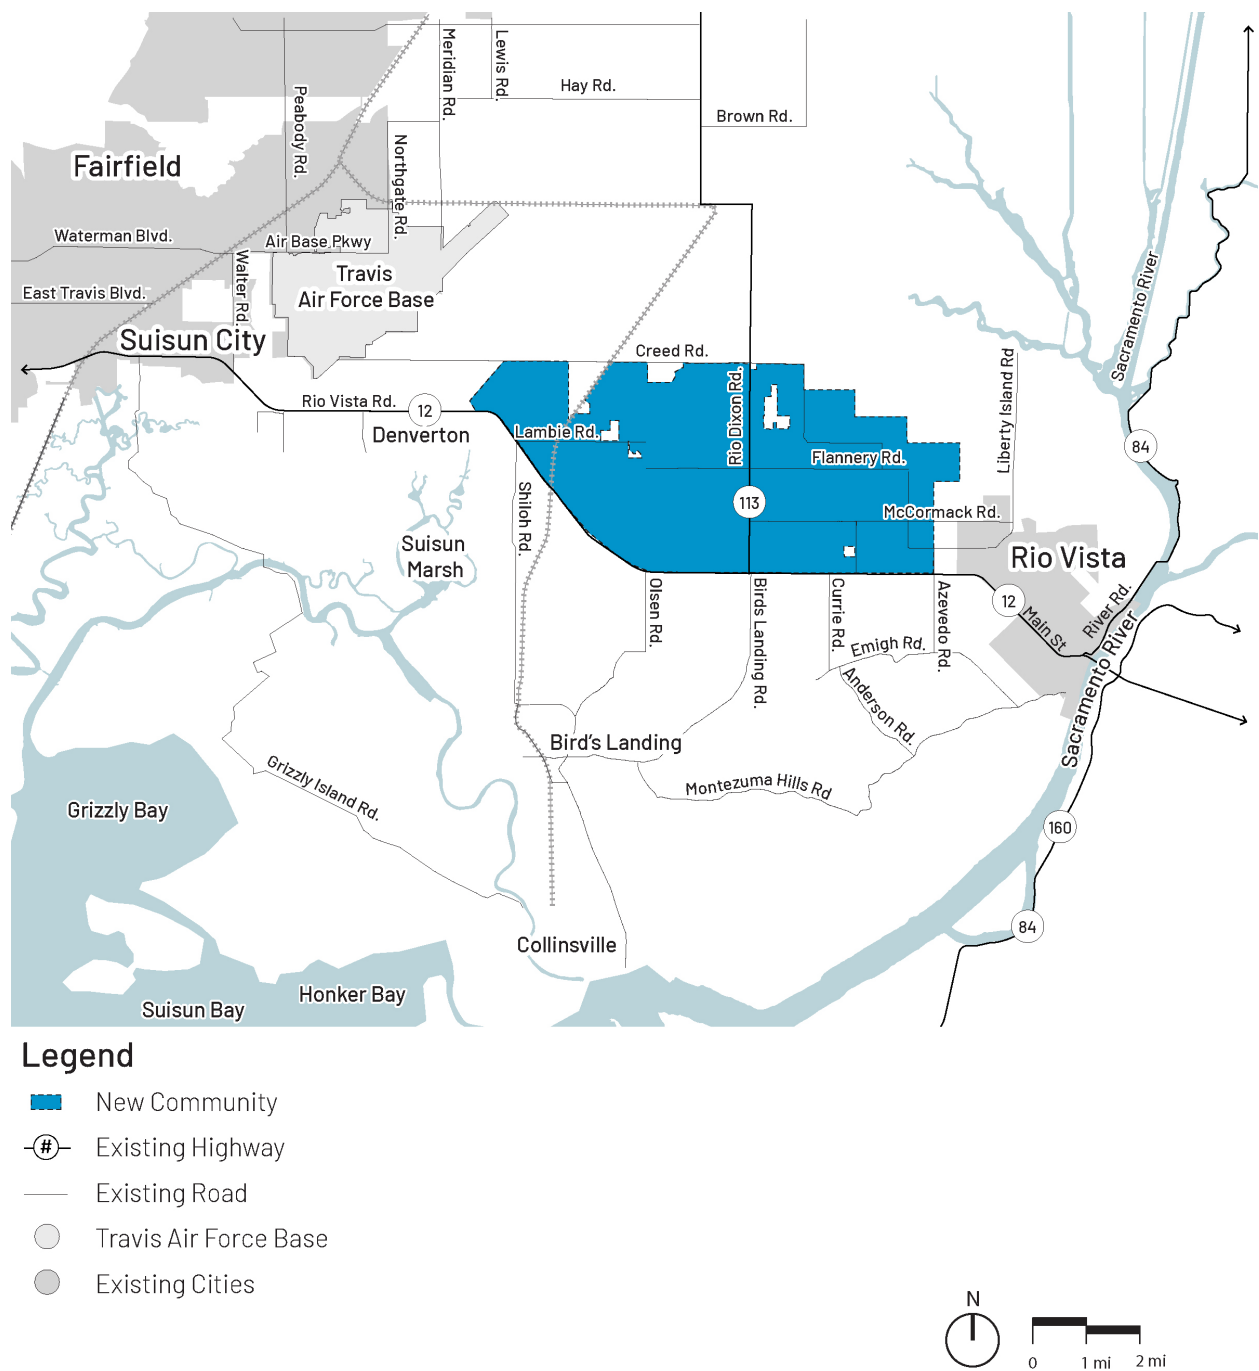 Peabody Rd.
Meridian Rd.
Lewis Rd.
Hay Rd.
Brown Rd.
Fairfield
Northgate Rd.
Waterman Blvd.
Air Base Pkwy
Walter Rd.
Travis
Air Force Base
East Travis Blvd.
Suisun City
Sacramento River
Creed Rd.
Rio Dixon Rd.
Liberty Island Rd
Rio Vista Rd.
12
Denverton
Lambie Rd.
84
Flannery Rd.
Shiloh Rd.
113
McCormack Rd.
Suisun
Marsh
Rio Vista
Olsen Rd.
Birds Landing Rd.
Currie Rd.
Azevedo Rd.
12
Main St
River Rd.
Emigh Rd.
Anderson Rd.
Sacramento River
Bird's Landing
Grizzly Island Rd.
Montezuma Hills Rd
Grizzly Bay
160
84
Collinsville
Honker Bay
Suisun Bay
Legend
New Community
# Existing Highway
Existing Road
Travis Air Force Base
Existing Cities
N
0 1 mi 2 mi